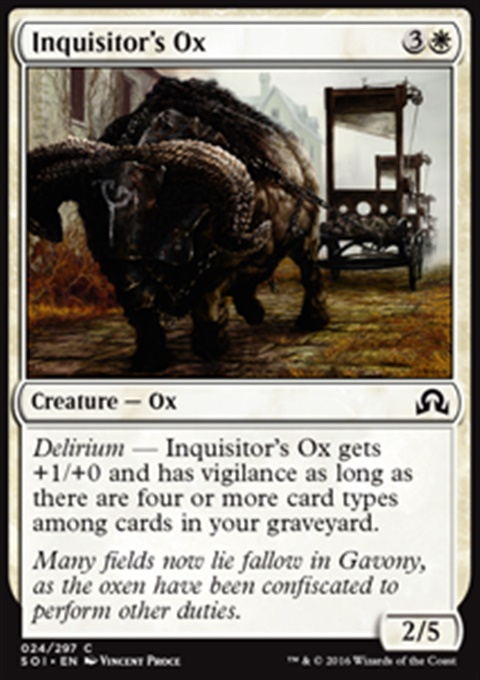 Inquisitor's Ox 3
Creature — Ox
Delirium — Inquisitor's Ox gets
+1/+0 and has vigilance as long as
there are four or more card types
among cards in your graveyard.
Many fields now lie fallow in Gavony,
as the oxen have been confiscated to
perform other duties.
2/5
024/297 C
SOI • EN Vincent Proce
™ & © 2016 Wizards of the Coast